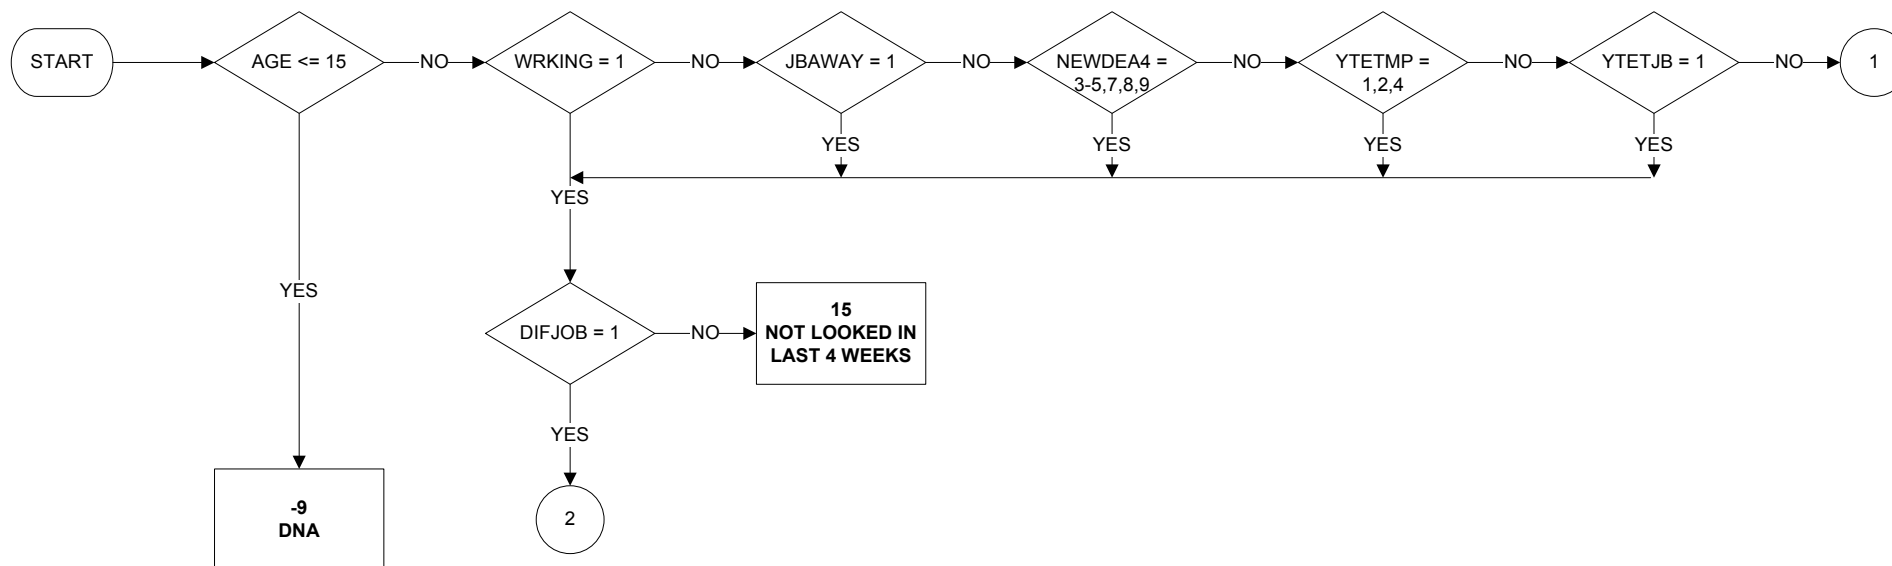 START
AGE <= 15
NO
WRKING = 1
NO
JBAWAY = 1
NO
NEWDEA4 =
3-5,7,8,9
NO
YTETMP =
1,2,4
NO
YTETJB = 1
NO
1
YES
YES
YES
YES
YES
YES
DIFJOB = 1
NO
15
NOT LOOKED IN
LAST 4 WEEKS
YES
2
-9
DNA